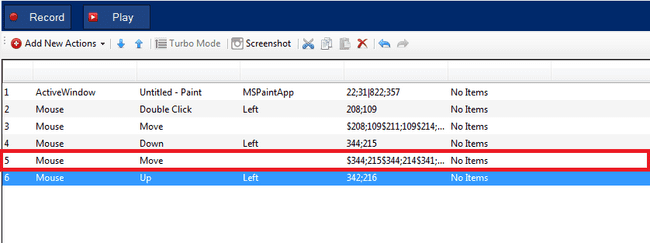 Record Play
Add New Actions Turbo Mode Screenshot
1 ActiveWindow Untitled - Paint MSPaintApp 22;31|822;357 No Items
2 Mouse Double Click Left 208;109 No Items
3 Mouse Move $208;109$211;109$214;... No Items
4 Mouse Down Left 344;215 No Items
5 Mouse Move $344;215$344;214$341;... No Items
6 Mouse Up Left 342;216 No Items